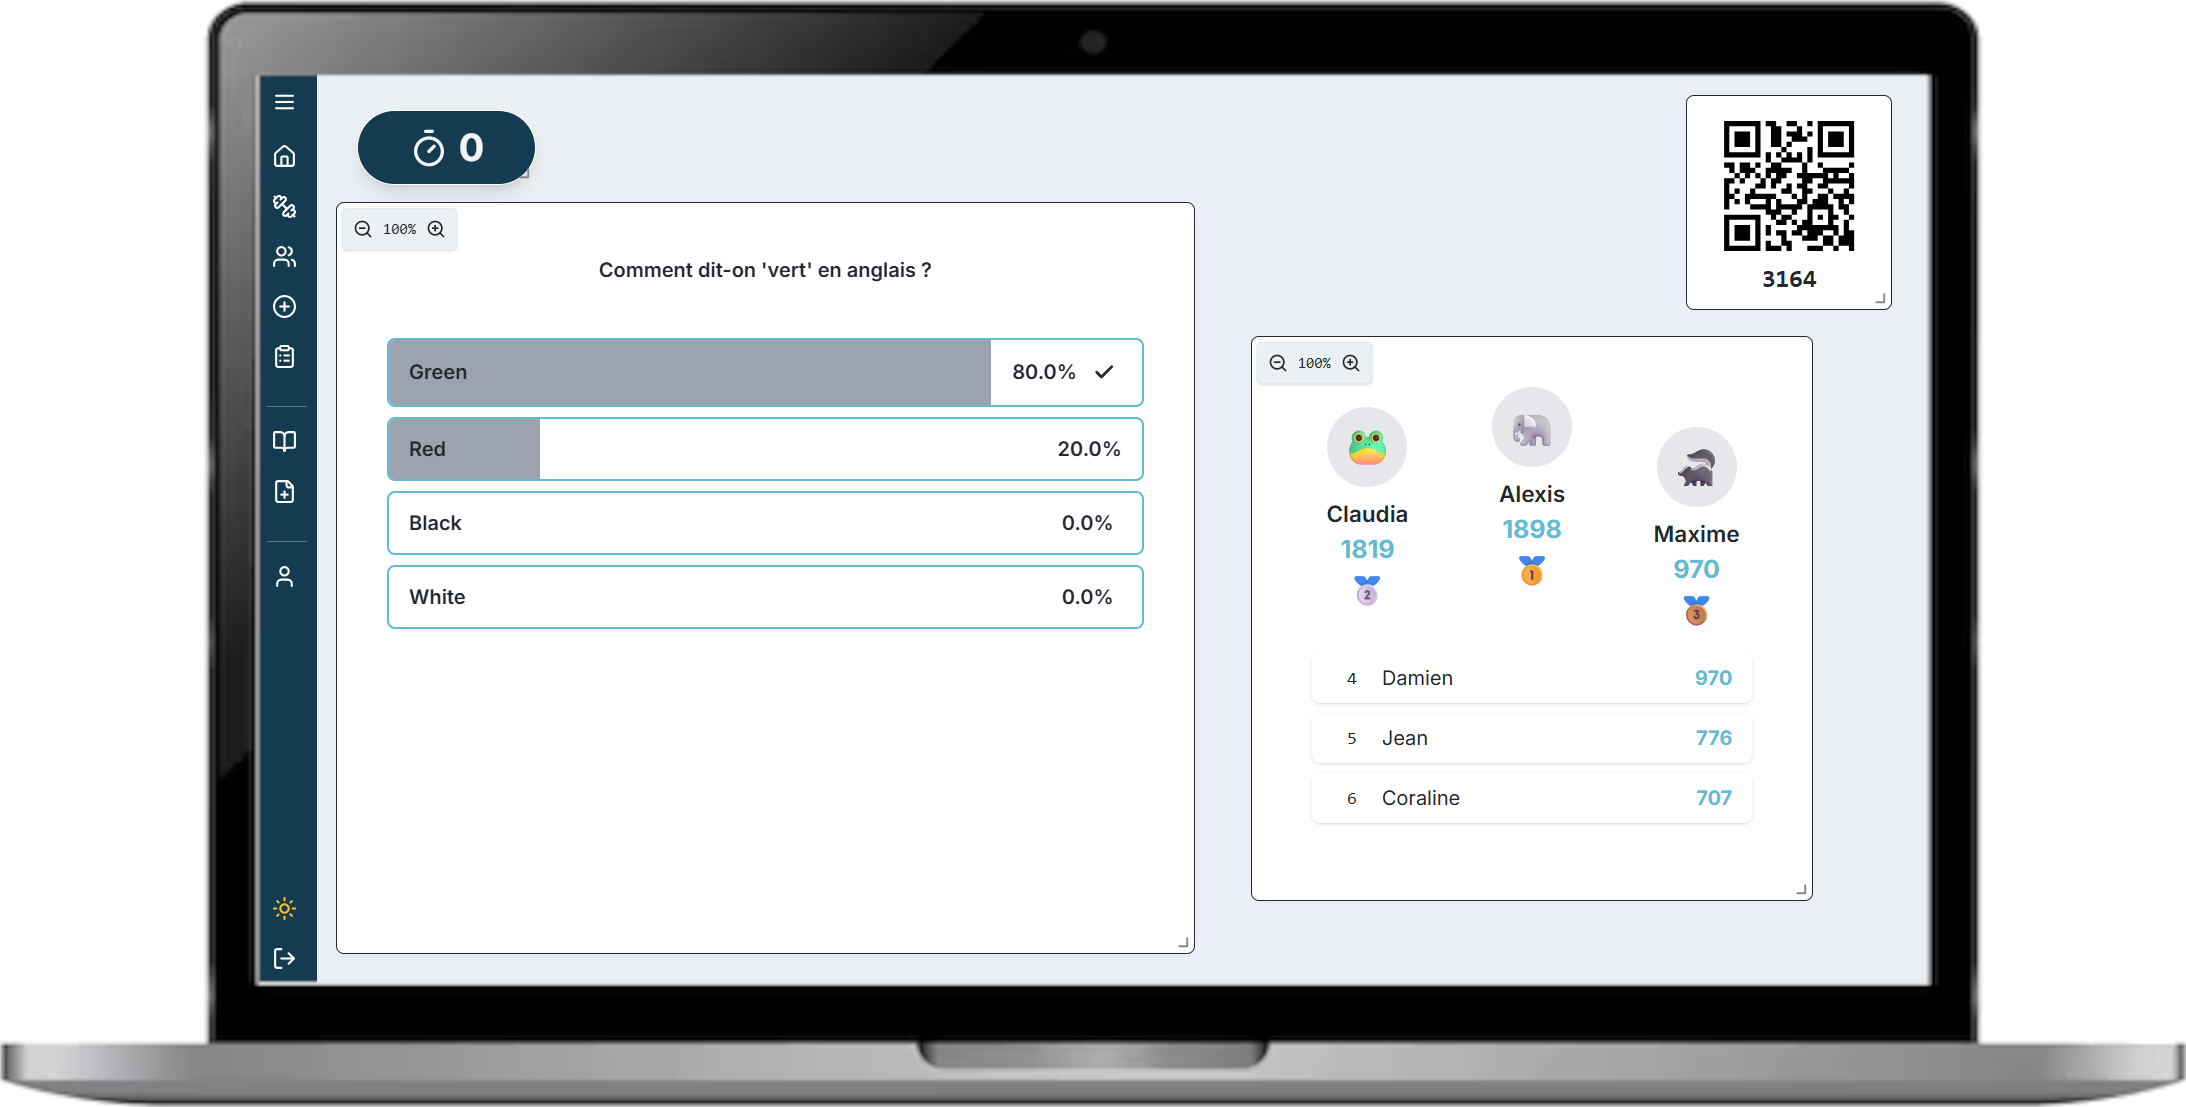 0
100%
Comment dit-on 'vert' en anglais ?
Green 80.0%
Red 20.0%
Black 0.0%
White 0.0%
3164
100%
Claudia
1819
2
Alexis
1898
1
Maxime
970
3
4 Damien 970
5 Jean 776
6 Coraline 707